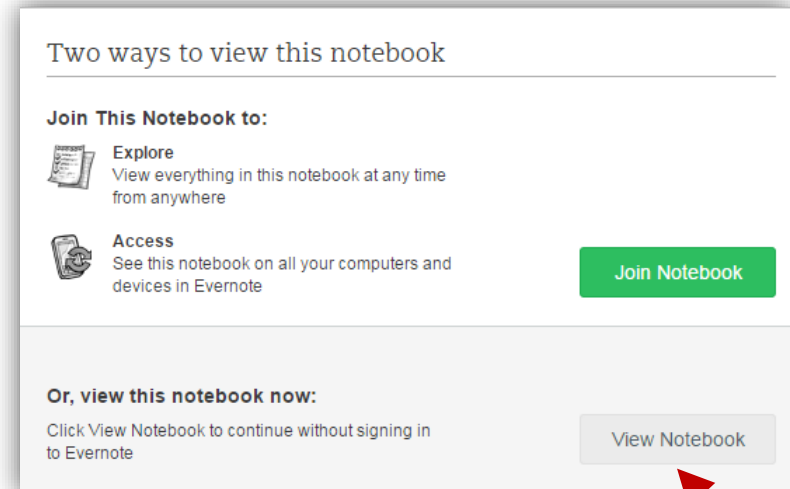 Two ways to view this notebook
Join This Notebook to:
Explore
View everything in this notebook at any time
from anywhere
Access
See this notebook on all your computers and
devices in Evernote
Join Notebook
Or, view this notebook now:
Click View Notebook to continue without signing in
to Evernote
View Notebook